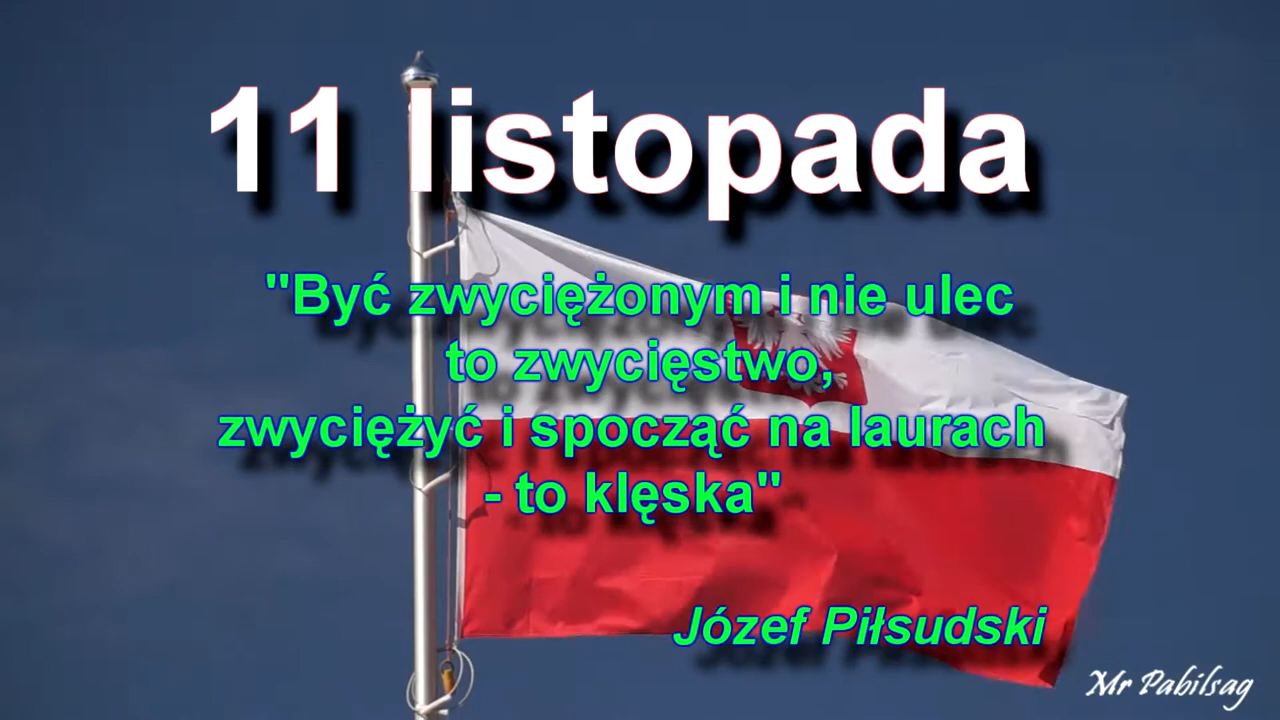 11 listopada
"Być zwyciężonym i nie ulec
to zwycięstwo,
zwyciężyć i spocząć na laurach
- to klęska"
Józef Piłsudski
Mr Pabilsag